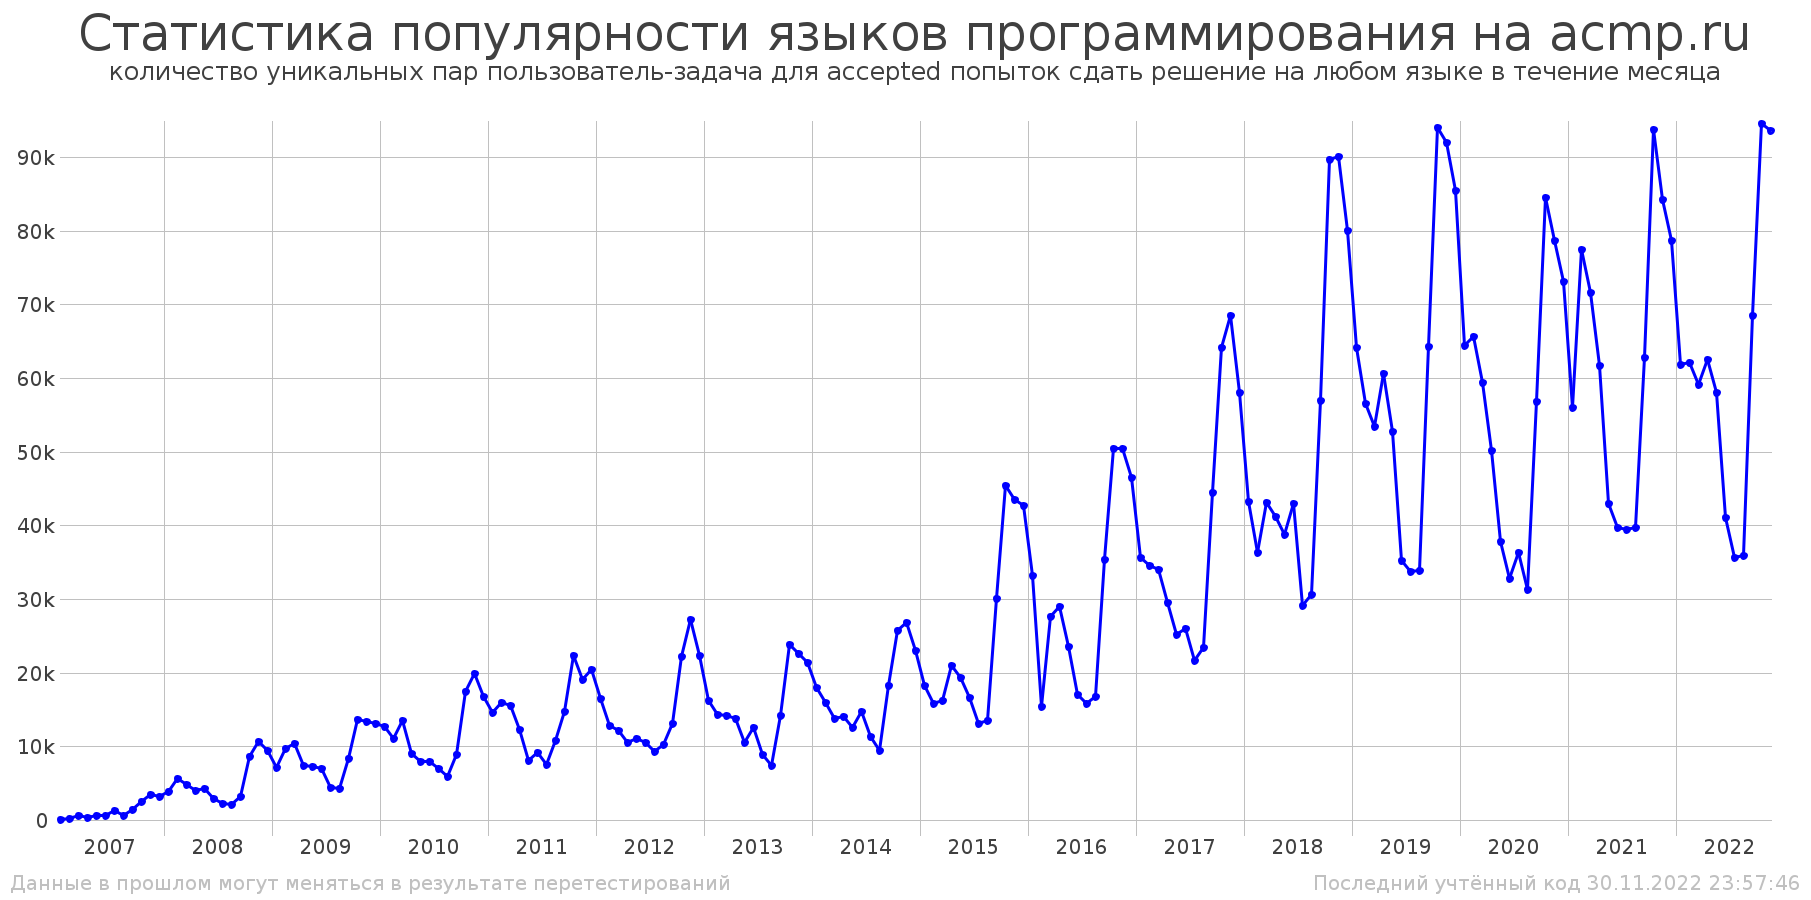 Статистика популярности языков программирования на acmp.ru
количество уникальных пар пользователь-задача для accepted попыток сдать решение на любом языке в течение месяца
90k
80k
70k
60k
50k
40k
30k
20k
10k
0
2007 2008 2009 2010 2011 2012 2013 2014 2015 2016 2017 2018 2019 2020 2021 2022
Данные в прошлом могут меняться в результате перетестирований
Последний учтённый код 30.11.2022 23:57:46